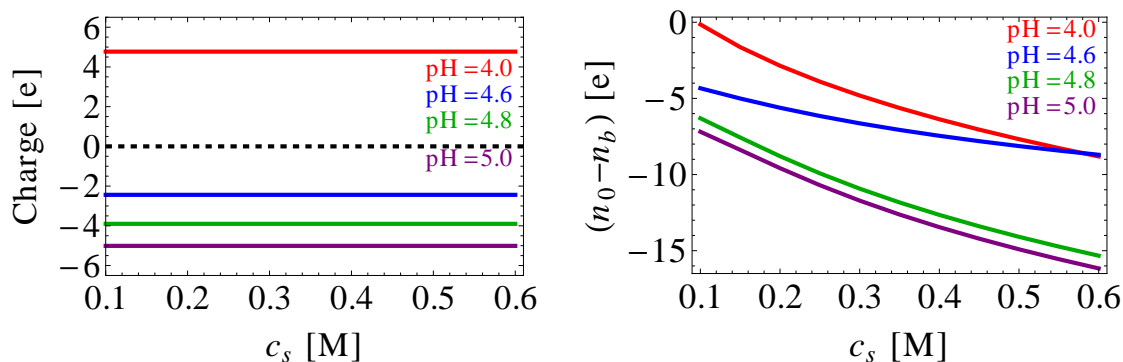 Charge [e]
6
4
2
0
−2
−4
−6
pH=4.0
pH=4.6
pH=4.8
pH=5.0
0.1 0.2 0.3 0.4 0.5 0.6
c_s [M]
(n_0−n_b) [e]
0
−5
−10
−15
pH=4.0
pH=4.6
pH=4.8
pH=5.0
0.1 0.2 0.3 0.4 0.5 0.6
c_s [M]